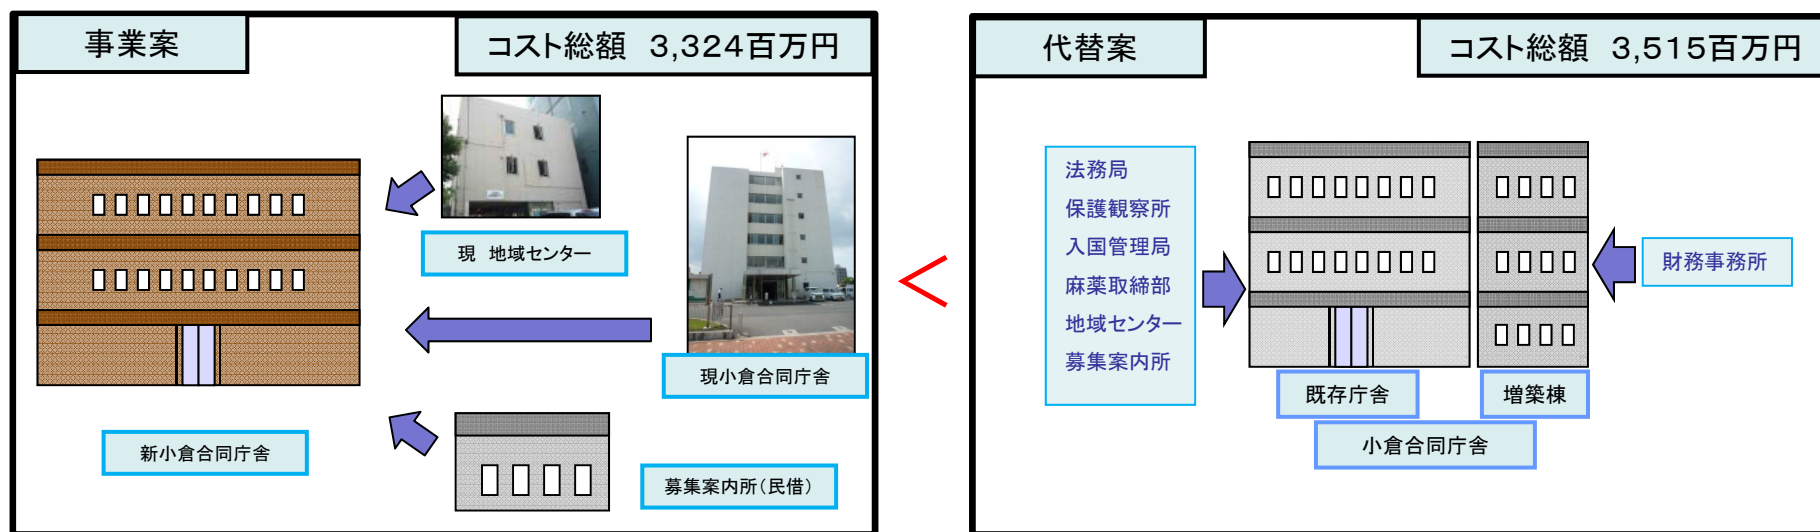 事業案
コスト総額 3,324百万円
現 地域センター
現小倉合同庁舎
新小倉合同庁舎
募集案内所(民借)
<
代替案
コスト総額 3,515百万円
法務局
保護観察所
入国管理局
麻薬取締部
地域センター
募集案内所
財務事務所
既存庁舎
増築棟
小倉合同庁舎